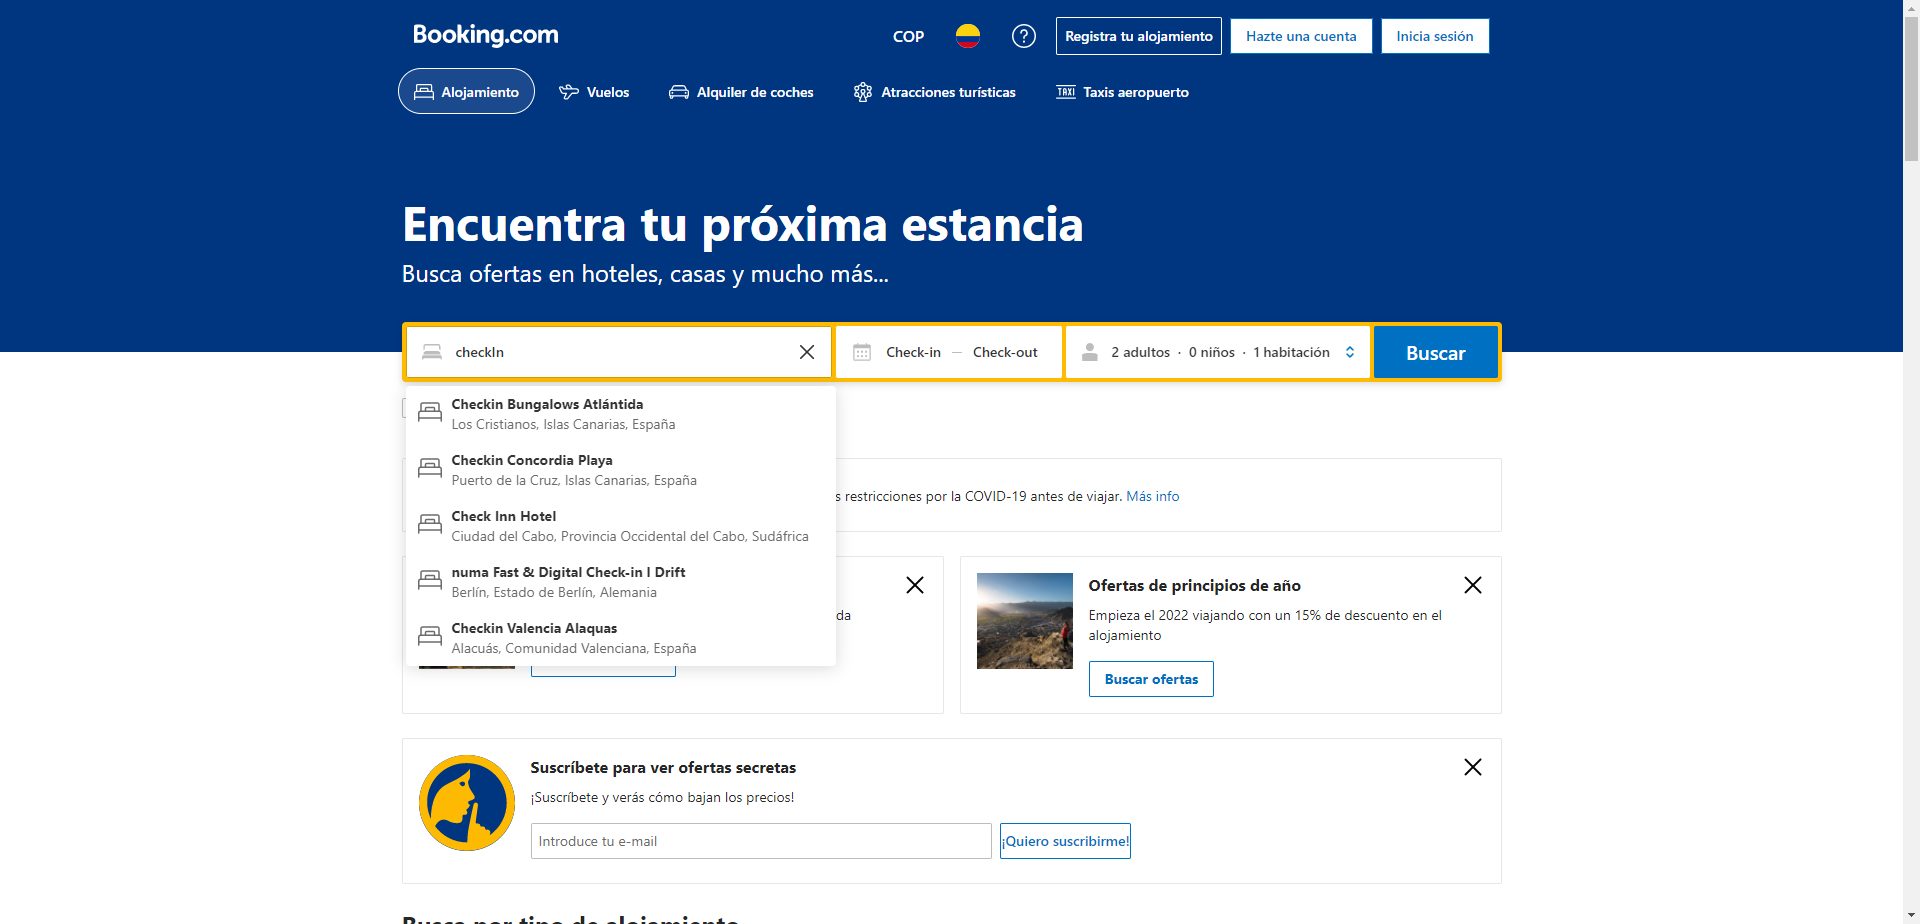 Booking.com
COP
Registra tu alojamiento
Hazte una cuenta
Inicia sesión
Alojamiento
Vuelos
Alquiler de coches
Atracciones turísticas
TAXI
Taxis aeropuerto
Encuentra tu próxima estancia
Busca ofertas en hoteles, casas y mucho más...
checkIn
Check-in — Check-out
2 adultos · 0 niños · 1 habitación
Buscar
Checkin Bungalows Atlántida
Los Cristianos, Islas Canarias, España
Checkin Concordia Playa
Puerto de la Cruz, Islas Canarias, España
Check Inn Hotel
Ciudad del Cabo, Provincia Occidental del Cabo, Sudáfrica
numa Fast & Digital Check-in I Drift
Berlín, Estado de Berlín, Alemania
Checkin Valencia Alaquas
Alacuás, Comunidad Valenciana, España
s restricciones por la COVID-19 antes de viajar. Más info
da
Ofertas de principios de año
Empieza el 2022 viajando con un 15% de descuento en el
alojamiento
Buscar ofertas
Suscríbete para ver ofertas secretas
¡Suscríbete y verás cómo bajan los precios!
Introduce tu e-mail
¡Quiero suscribirme!
Busca por tipo de alojamiento